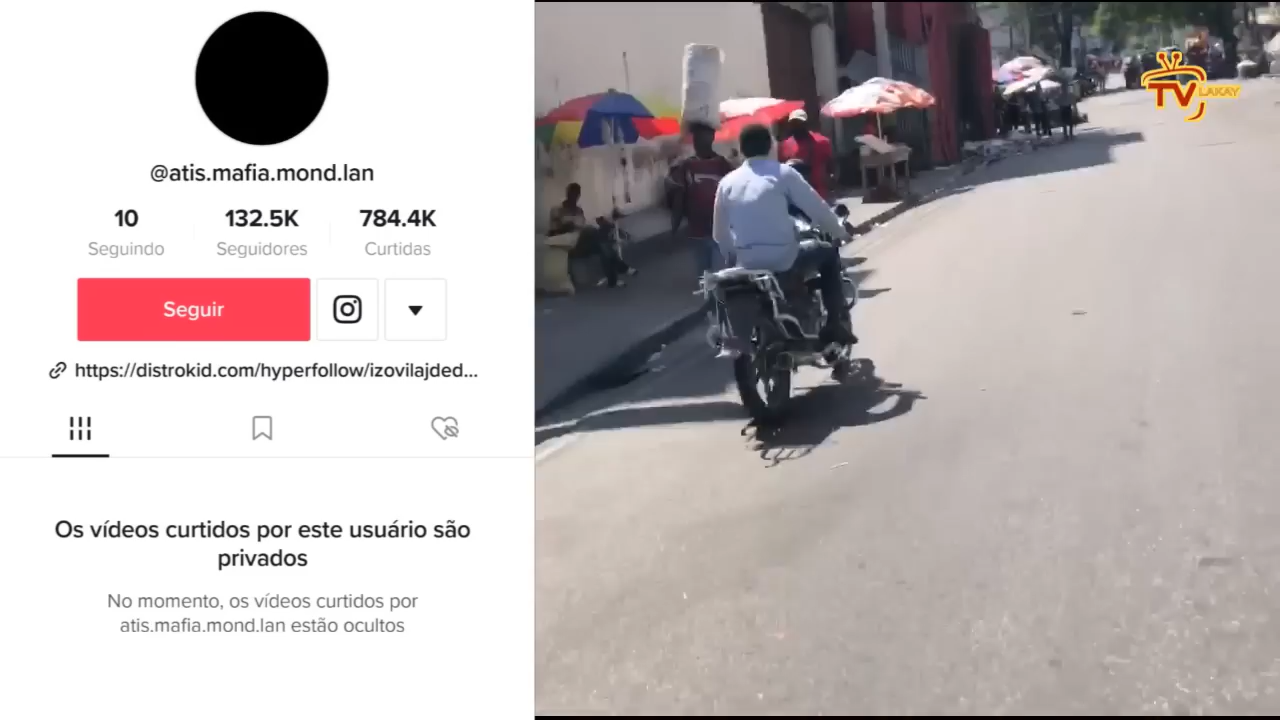 @atis.mafia.mond.lan
10 132.5K 784.4K
Seguindo Seguidores Curtidas
Seguir
https://distrokid.com/hyperfollow/izovilajded...
Os vídeos curtidos por este usuário são
privados
No momento, os vídeos curtidos por
atis.mafia.mond.lan estão ocultos
TV LAKAY